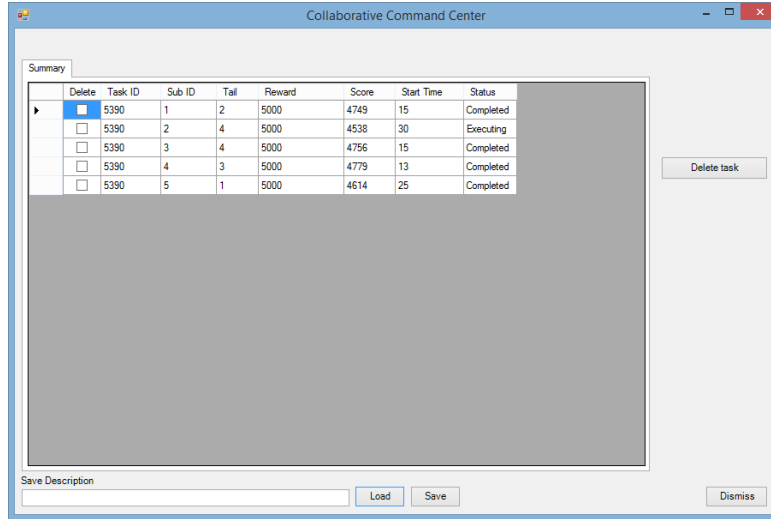 Collaborative Command Center
Summary
Delete Task ID Sub ID Tail Reward Score Start Time Status
5390 1 2 5000 4749 15 Completed
5390 2 4 5000 4538 30 Executing
5390 3 4 5000 4756 15 Completed
5390 4 3 5000 4779 13 Completed
5390 5 1 5000 4614 25 Completed
Delete task
Save Description
Load Save Dismiss